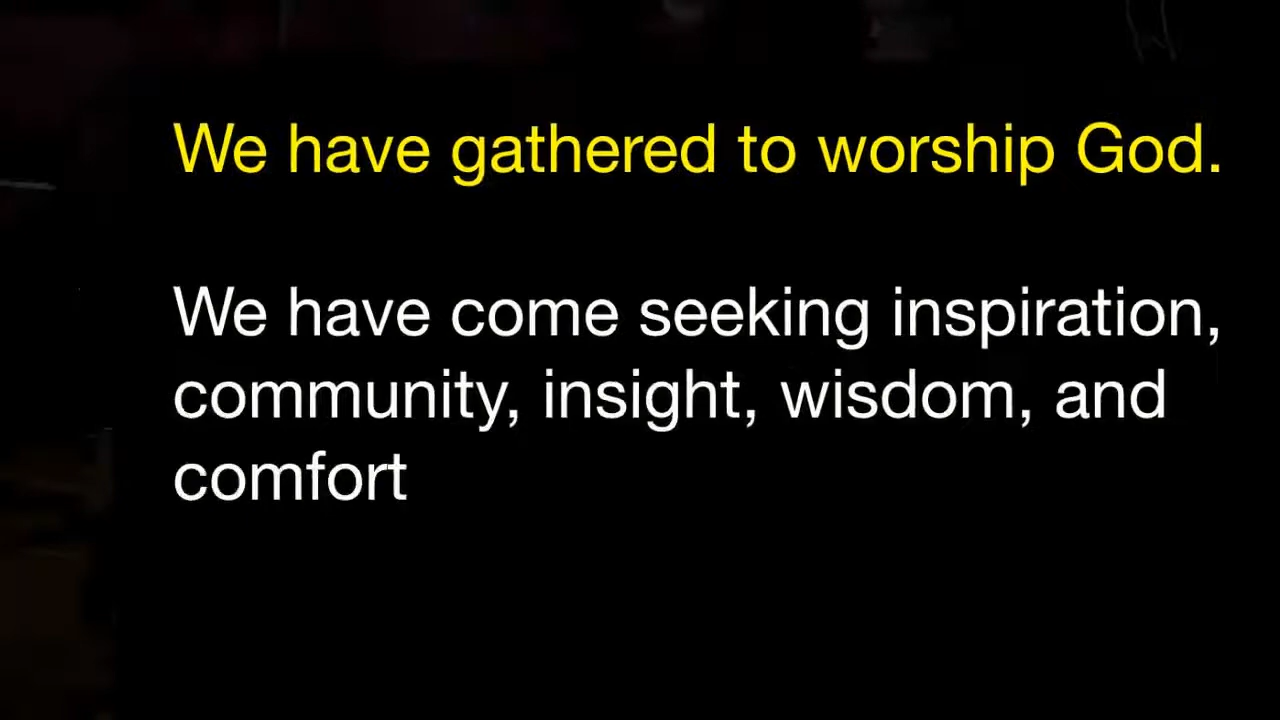 We have gathered to worship God.
We have come seeking inspiration,
community, insight, wisdom, and
comfort